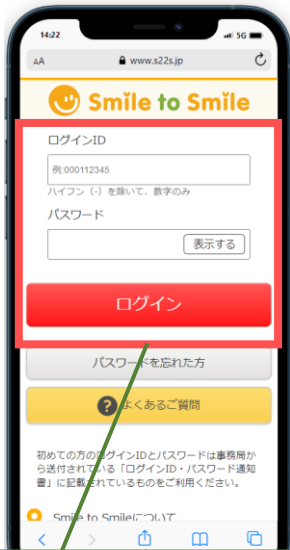 14:22
5G
AA
www.s22s.jp
Smile to Smile
ログインID
例:000112345
ハイフン（-）を除いて、数字のみ
パスワード
表示する
ログイン
パスワードを忘れた方
? よくあるご質問
初めての方のログインIDとパスワードは事務局か
ら送付されている「ログインID・パスワード通知
書」に記載されているものをご利用ください。
Smile to Smileについて